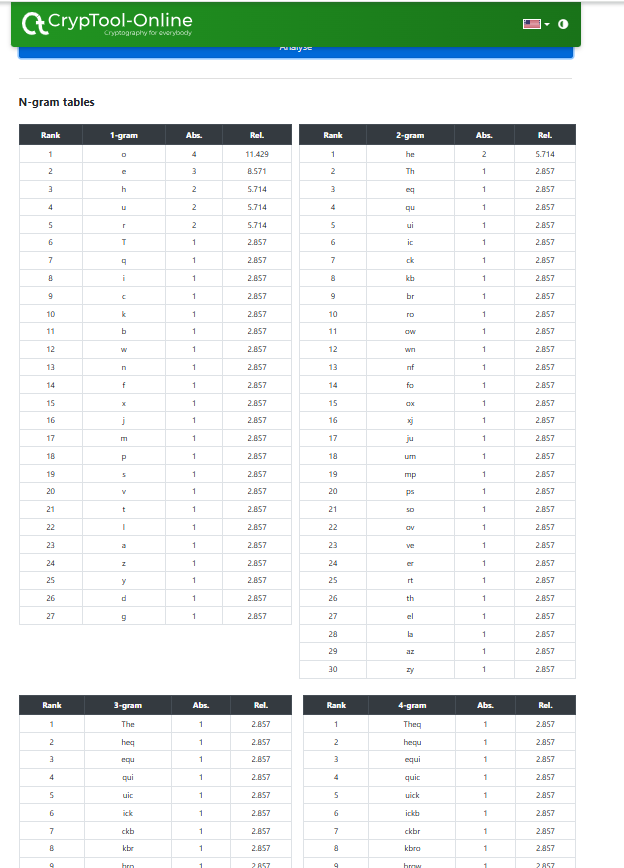 CrypTool-Online
Cryptography for everybody
Analyse
N-gram tables
Rank 1-gram Abs. Rel.
1 o 4 11.429
2 e 3 8.571
3 h 2 5.714
4 u 2 5.714
5 r 2 5.714
6 T 1 2.857
7 q 1 2.857
8 i 1 2.857
9 c 1 2.857
10 k 1 2.857
11 b 1 2.857
12 w 1 2.857
13 n 1 2.857
14 f 1 2.857
15 x 1 2.857
16 j 1 2.857
17 m 1 2.857
18 p 1 2.857
19 s 1 2.857
20 v 1 2.857
21 t 1 2.857
22 l 1 2.857
23 a 1 2.857
24 z 1 2.857
25 y 1 2.857
26 d 1 2.857
27 g 1 2.857
Rank 2-gram Abs. Rel.
1 he 2 5.714
2 Th 1 2.857
3 eq 1 2.857
4 qu 1 2.857
5 ui 1 2.857
6 ic 1 2.857
7 ck 1 2.857
8 kb 1 2.857
9 br 1 2.857
10 ro 1 2.857
11 ow 1 2.857
12 wn 1 2.857
13 nf 1 2.857
14 fo 1 2.857
15 ox 1 2.857
16 xj 1 2.857
17 ju 1 2.857
18 um 1 2.857
19 mp 1 2.857
20 ps 1 2.857
21 so 1 2.857
22 ov 1 2.857
23 ve 1 2.857
24 er 1 2.857
25 rt 1 2.857
26 th 1 2.857
27 el 1 2.857
28 la 1 2.857
29 az 1 2.857
30 zy 1 2.857
Rank 3-gram Abs. Rel.
1 The 1 2.857
2 heq 1 2.857
3 equ 1 2.857
4 qui 1 2.857
5 uic 1 2.857
6 ick 1 2.857
7 ckb 1 2.857
8 kbr 1 2.857
9 bro 1 2.857
Rank 4-gram Abs. Rel.
1 Theq 1 2.857
2 hequ 1 2.857
3 equi 1 2.857
4 quic 1 2.857
5 uick 1 2.857
6 ickb 1 2.857
7 ckbr 1 2.857
8 kbro 1 2.857
9 brow 1 2.857